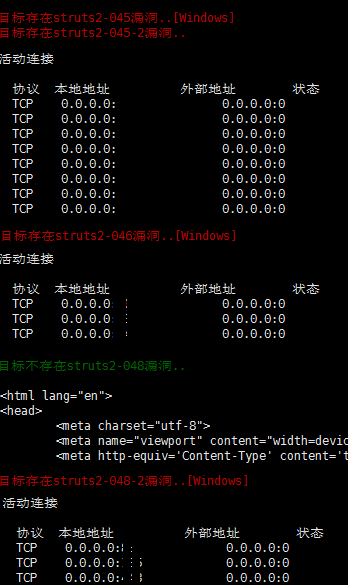 目标存在struts2-045漏洞..[Windows]
目标存在struts2-045-2漏洞..
活动连接
协议 本地地址 外部地址 状态
TCP 0.0.0.0: 0.0.0.0:0
TCP 0.0.0.0: 0.0.0.0:0
TCP 0.0.0.0: 0.0.0.0:0
TCP 0.0.0.0: 0.0.0.0:0
TCP 0.0.0.0: 0.0.0.0:0
TCP 0.0.0.0: 0.0.0.0:0
TCP 0.0.0.0: 0.0.0.0:0
TCP 0.0.0.0: 0.0.0.0:0
目标存在struts2-046漏洞..[Windows]
活动连接
协议 本地地址 外部地址 状态
TCP 0.0.0.0: 0.0.0.0:0
TCP 0.0.0.0: 0.0.0.0:0
TCP 0.0.0.0: 0.0.0.0:0
目标不存在struts2-048漏洞..
<html lang="en">
<head>
<meta charset="utf-8">
<meta name="viewport" content="width=devic
<meta http-equiv='Content-Type' content='t
目标存在struts2-048-2漏洞..[Windows]
活动连接
协议 本地地址 外部地址 状态
TCP 0.0.0.0: 0.0.0.0:0
TCP 0.0.0.0: 0.0.0.0:0
TCP 0.0.0.0: 0.0.0.0:0